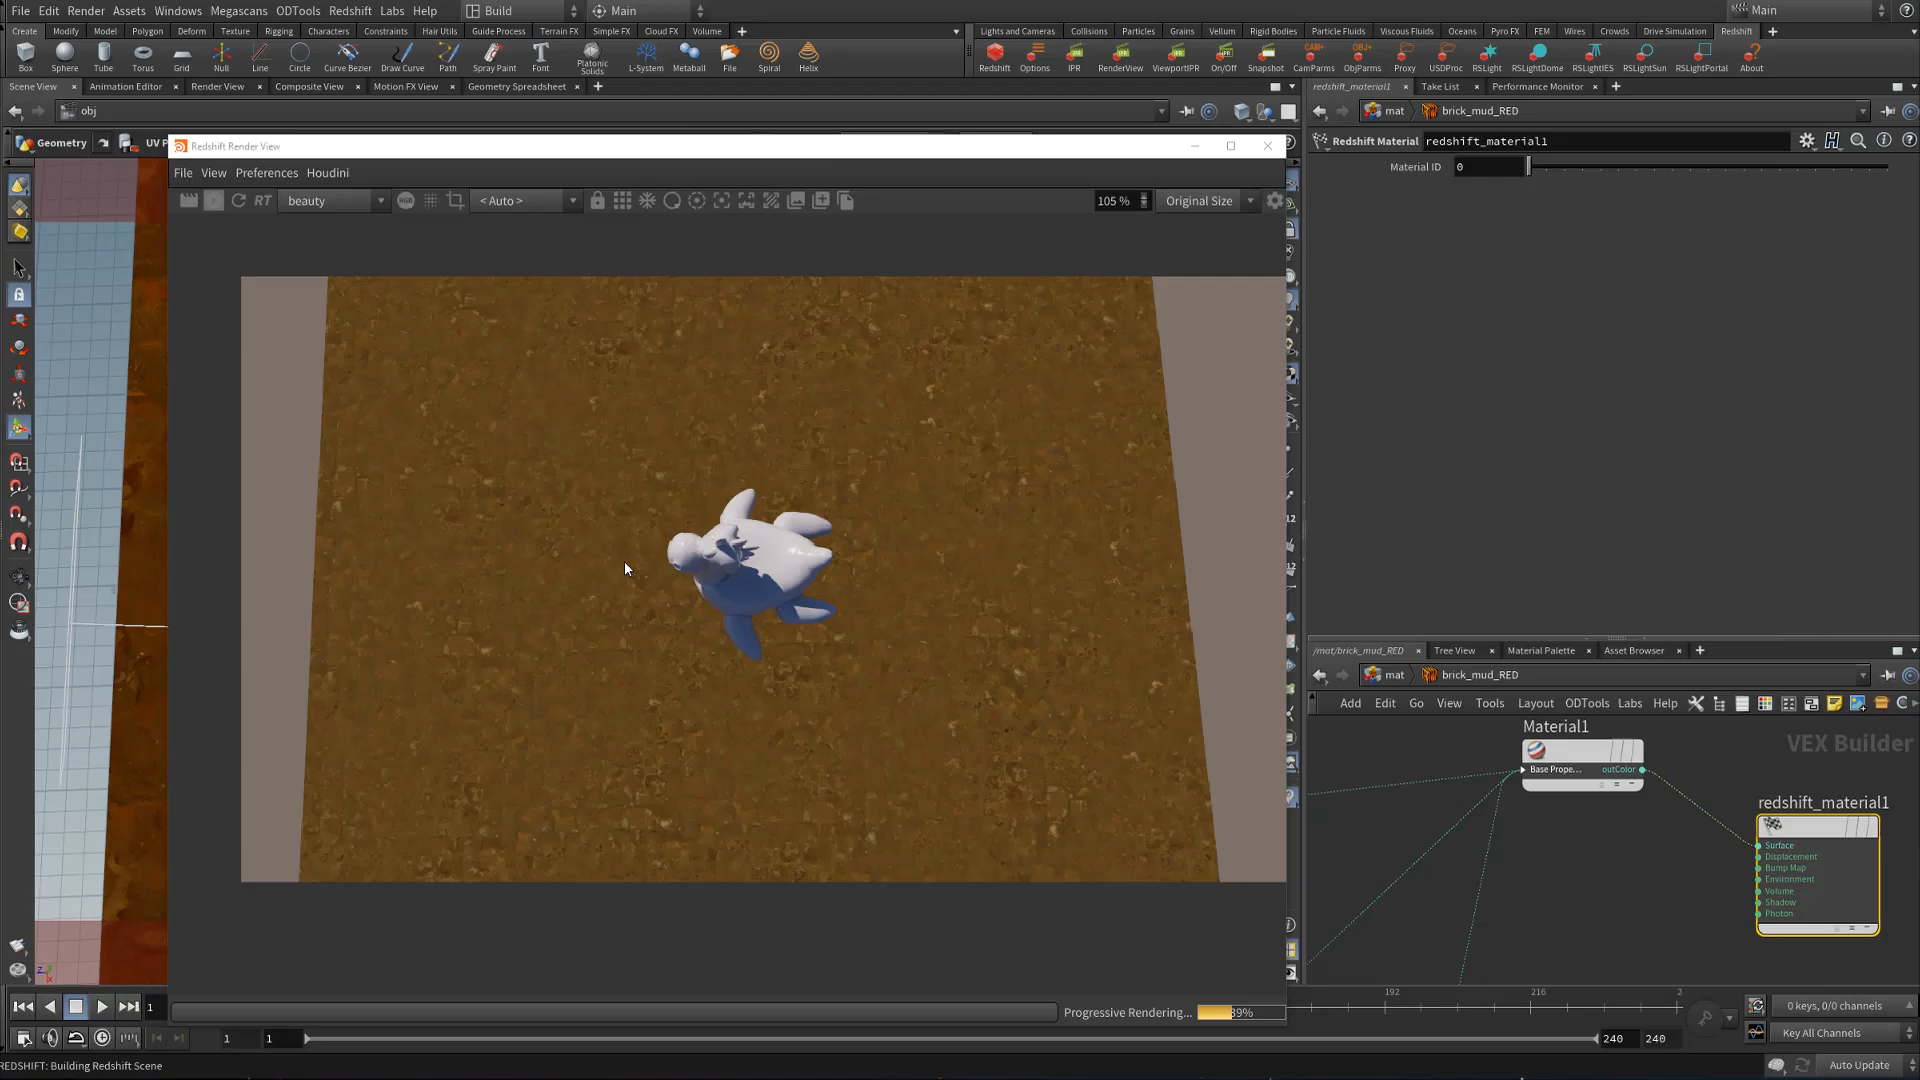 File Edit Render Assets Windows Megascans ODTools Redshift Labs Help Build Main Main
Create Modify Model Polygon Deform Texture Rigging Characters Constraints Hair Utils Guide Process Terrain FX Simple FX Cloud FX Volume
Lights and Cameras Collisions Particles Grains Vellum Rigid Bodies Particle Fluids Viscous Fluids Oceans Pyro FX FEM Wires Crowds Drive Simulation Redshift
Box Sphere Tube Torus Grid Null Line Circle Curve Bezier Draw Curve Path Spray Paint Font Platonic Solids L-System Metaball File Spiral Helix
Redshift Options IPR RenderView ViewportIPR On/Off Snapshot CAM+ CamParms OBJ+ ObjParms Proxy USDProc RSLight RSLightDome RSLightIES RSLightSun RSLightPortal About
Scene View Animation Editor Render View Composite View Motion FX View Geometry Spreadsheet
redshift_material1 Take List Performance Monitor
obj
mat brick_mud_RED
Geometry UV P
Redshift Material redshift_material1
Material ID 0
Redshift Render View
File View Preferences Houdini
RT beauty RGB < Auto > 105 % Original Size
12
12
/mat/brick_mud_RED Tree View Material Palette Asset Browser
mat brick_mud_RED
Add Edit Go View Tools Layout ODTools Labs Help
VEX Builder
Material1
Base Prope... outColor
redshift_material1
Surface
Displacement
Bump Map
Environment
Volume
Shadow
Photon
Progressive Rendering... 39%
1
192 216 2
0 keys, 0/0 channels
1 1 240 240
Key All Channels
REDSHIFT: Building Redshift Scene
Auto Update